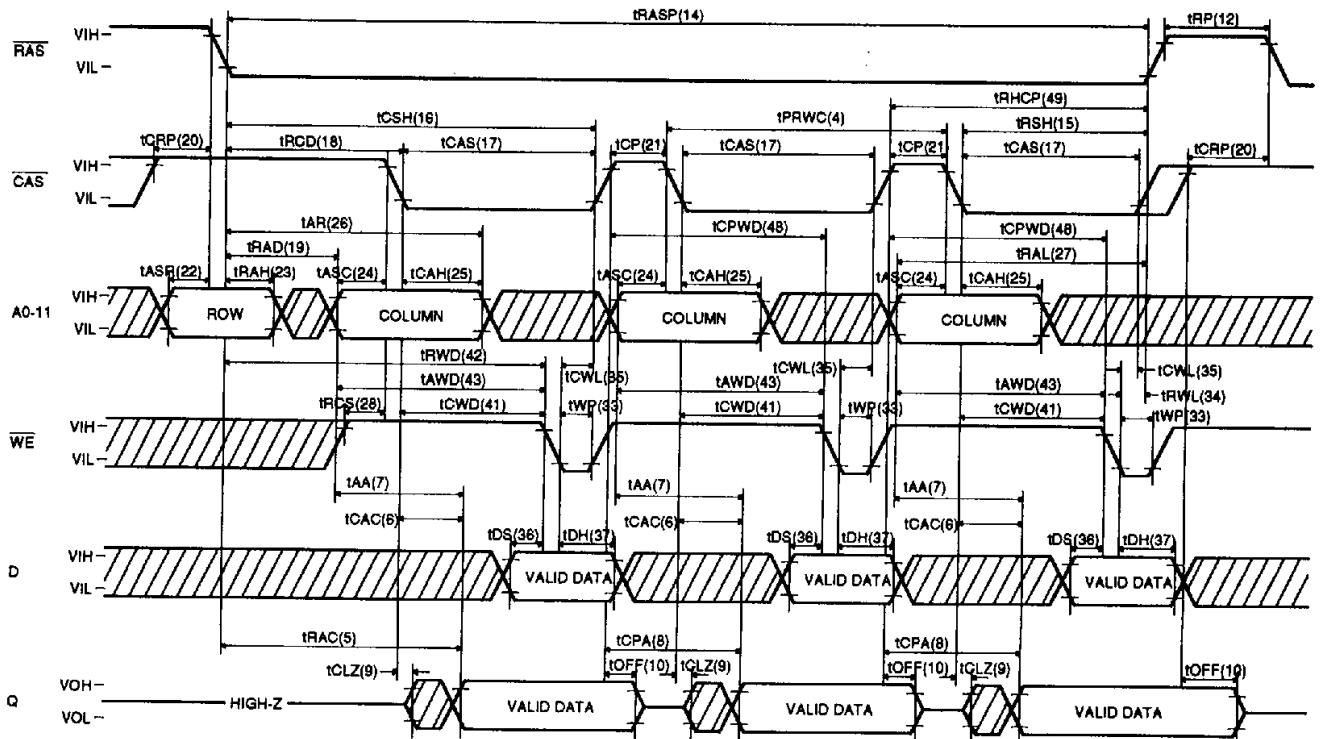 tRASP(14) tRP(12)
RAS VIH
VIL
tRHCP(49)
tCSH(16) tPRWC(4)
tCRP(20) tRCD(18) tCAS(17) tCP(21) tCAS(17) tCP(21 tRSH(15) tCAS(17) tCRP(20)
CAS VIH
VIL
tAR(26) tCPWD(48) tCPWD(48)
tRAD(19) tRAL(27)
tASR(22) tRAH(23) tASC(24) tCAH(25) tASC(24) tCAH(25) tASC(24) tCAH(25)
A0-11 VIH ROW COLUMN COLUMN COLUMN
VIL
tRWD(42) tCWL(35) tCWL(35) tCWL(35)
tAWD(43) tAWD(43) tAWD(43) tRWL(34)
tRCS(28) tCWD(41) tWP(33) tCWD(41) tWP(33) tCWD(41) tWP(33)
WE VIH
VIL
tAA(7) tAA(7) tAA(7)
tCAC(6) tCAC(6) tCAC(6)
tDS(36) tDH(37) tDS(36) tDH(37) tDS(36) tDH(37)
D VIH VALID DATA VALID DATA VALID DATA
VIL
tRAC(5) tCPA(8) tCPA(8)
tCLZ(9) tOFF(10) tCLZ(9) tOFF(10) tCLZ(9) tOFF(10)
Q VOH HIGH-Z VALID DATA VALID DATA VALID DATA
VOL